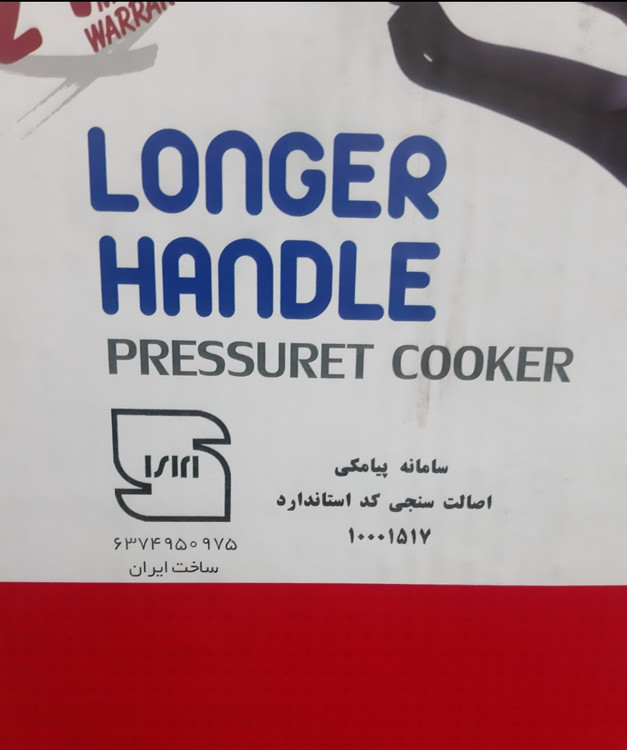 WARRAN
LONGER
HANDLE
PRESSURET COOKER
ISIRI
۶۳۷۴۹۵۰۹۷۵
ساخت ایران
سامانه پیامکی
اصالت سنجی کد استاندارد
۱۰۰۰۱۵۱۷